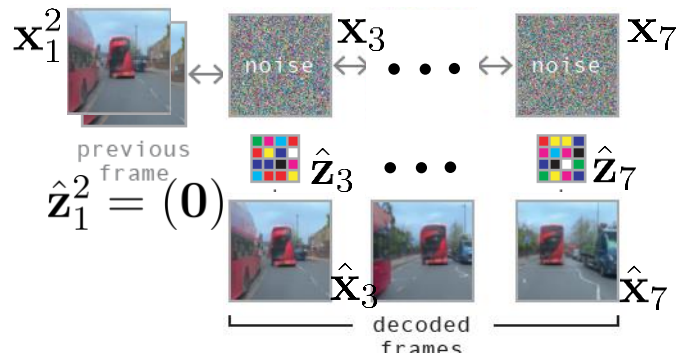 x₁² x₃ x₇
noise • • • noise
previous
frame
ẑ₃ • • • ẑ₇
ẑ₁² = (0)
x̂₃ x̂₇
decoded
frames